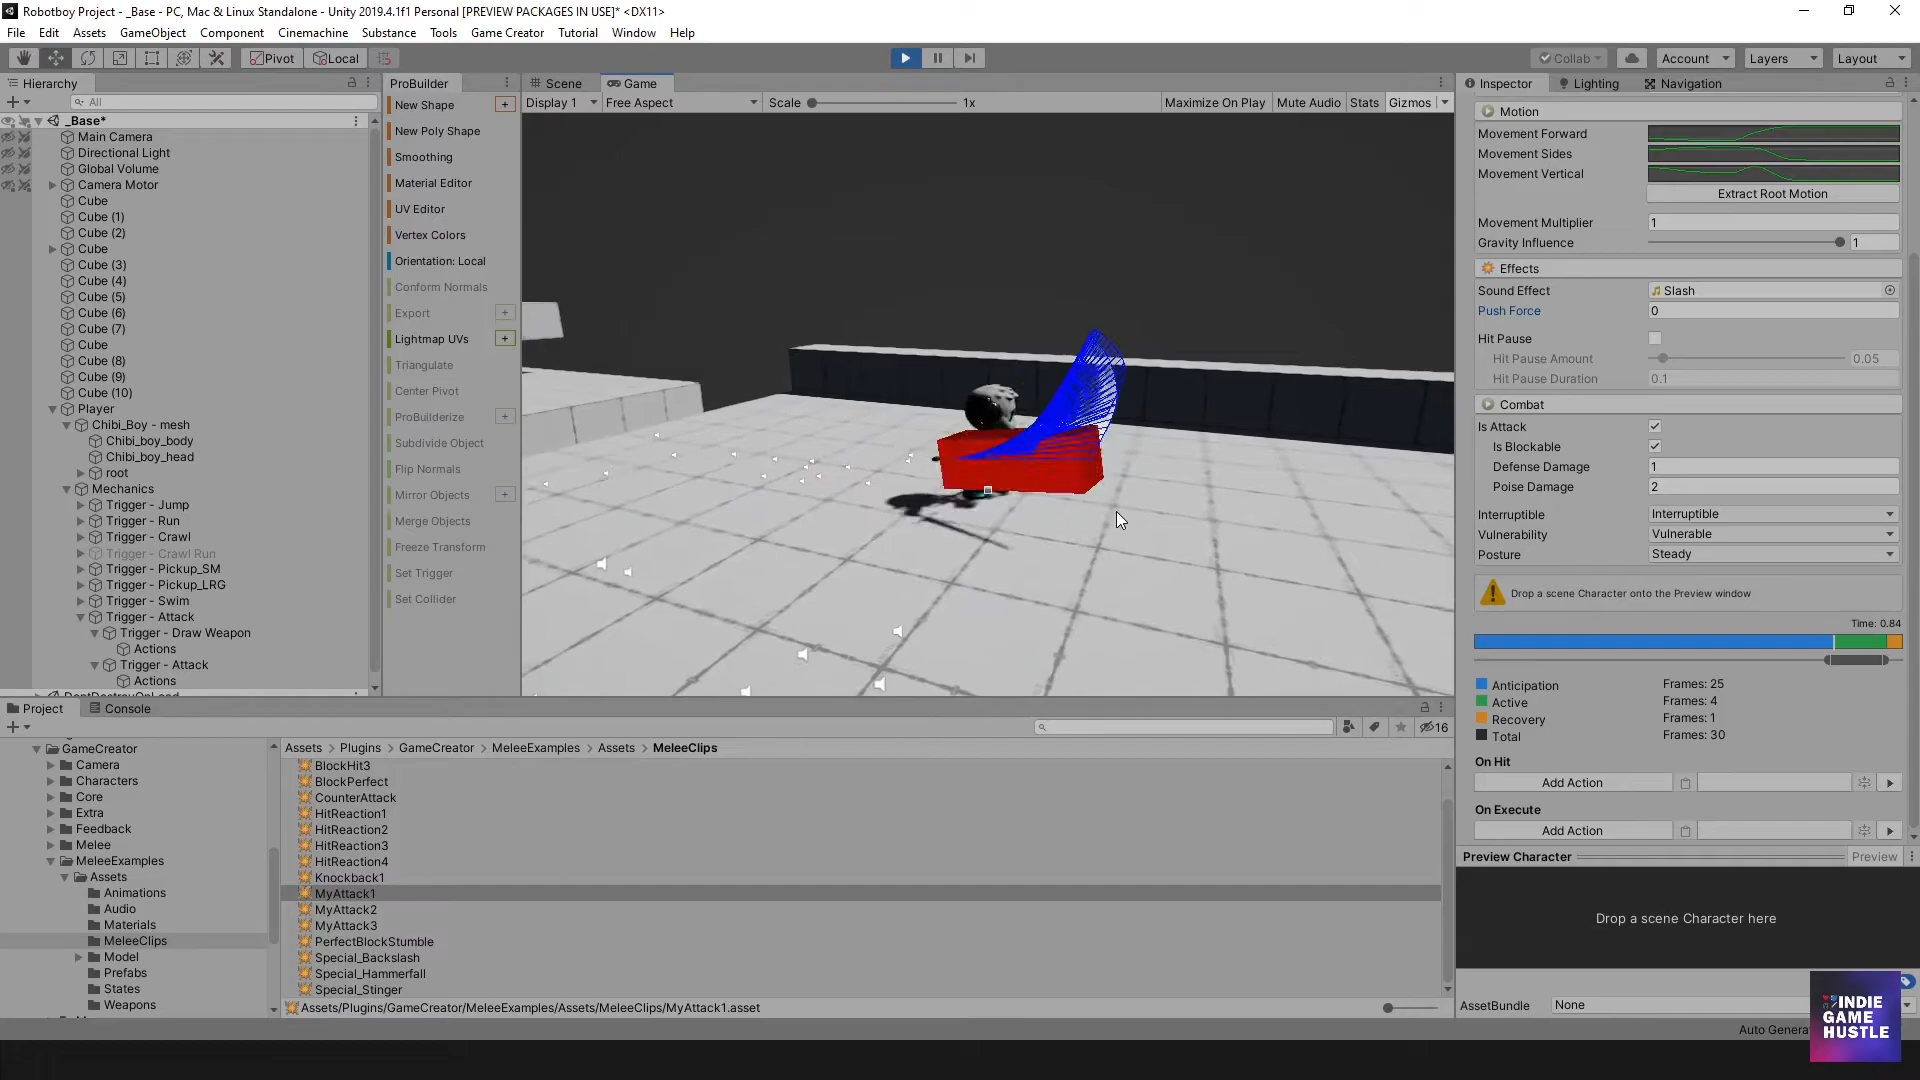 Robotboy Project - _Base - PC, Mac & Linux Standalone - Unity 2019.4.1f1 Personal [PREVIEW PACKAGES IN USE]* <DX11>
File Edit Assets GameObject Component Cinemachine Substance Tools Game Creator Tutorial Window Help
Pivot Local Collab Account Layers Layout
Hierarchy
All
_Base*
Main Camera
Directional Light
Global Volume
Camera Motor
Cube
Cube (1)
Cube (2)
Cube
Cube (3)
Cube (4)
Cube (5)
Cube (6)
Cube (7)
Cube
Cube (8)
Cube (9)
Cube (10)
Player
Chibi_Boy - mesh
Chibi_boy_body
Chibi_boy_head
root
Mechanics
Trigger - Jump
Trigger - Run
Trigger - Crawl
Trigger - Crawl Run
Trigger - Pickup_SM
Trigger - Pickup_LRG
Trigger - Swim
Trigger - Attack
Trigger - Draw Weapon
Actions
Trigger - Attack
Actions
ProBuilder
New Shape
New Poly Shape
Smoothing
Material Editor
UV Editor
Vertex Colors
Orientation: Local
Conform Normals
Export
Lightmap UVs
Triangulate
Center Pivot
ProBuilderize
Subdivide Object
Flip Normals
Mirror Objects
Merge Objects
Freeze Transform
Set Trigger
Set Collider
Scene Game
Display 1 Free Aspect Scale 1x Maximize On Play Mute Audio Stats Gizmos
Inspector Lighting Navigation
Motion
Movement Forward
Movement Sides
Movement Vertical
Extract Root Motion
Movement Multiplier 1
Gravity Influence 1
Effects
Sound Effect Slash
Push Force 0
Hit Pause
Hit Pause Amount 0.05
Hit Pause Duration 0.1
Combat
Is Attack
Is Blockable
Defense Damage 1
Poise Damage 2
Interruptible Interruptible
Vulnerability Vulnerable
Posture Steady
Drop a scene Character onto the Preview window
Time: 0.84
Anticipation Frames: 25
Active Frames: 4
Recovery Frames: 1
Total Frames: 30
On Hit
Add Action
On Execute
Add Action
Preview Character Preview
Drop a scene Character here
AssetBundle None
Project Console
16
GameCreator
Camera
Characters
Core
Extra
Feedback
Melee
MeleeExamples
Assets
Animations
Audio
Materials
MeleeClips
Model
Prefabs
States
Weapons
Assets > Plugins > GameCreator > MeleeExamples > Assets > MeleeClips
BlockHit3
BlockPerfect
CounterAttack
HitReaction1
HitReaction2
HitReaction3
HitReaction4
Knockback1
MyAttack1
MyAttack2
MyAttack3
PerfectBlockStumble
Special_Backslash
Special_Hammerfall
Special_Stinger
Assets/Plugins/GameCreator/MeleeExamples/Assets/MeleeClips/MyAttack1.asset
INDIE
GAME
HUSTLE